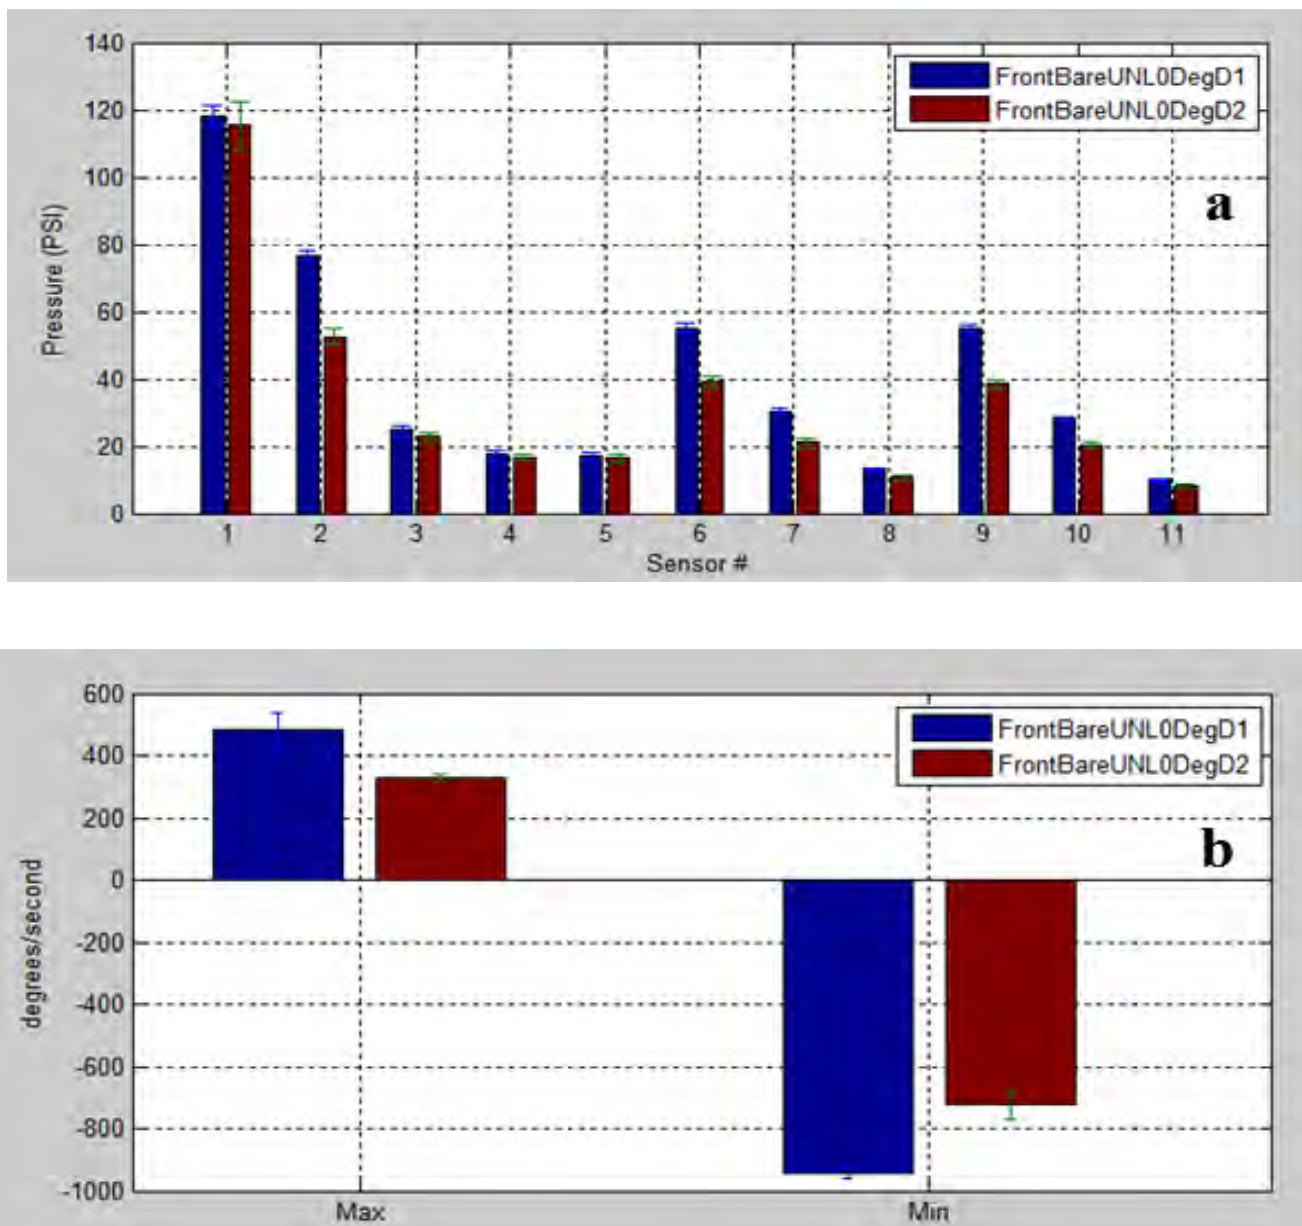 140
120
100
80
60
40
20
0
Pressure (PSI)
FrontBareUNL0DegD1
FrontBareUNL0DegD2
a
1 2 3 4 5 6 7 8 9 10 11
Sensor #
600
400
200
0
-200
-400
-600
-800
-1000
degrees/second
FrontBareUNL0DegD1
FrontBareUNL0DegD2
b
Max Min